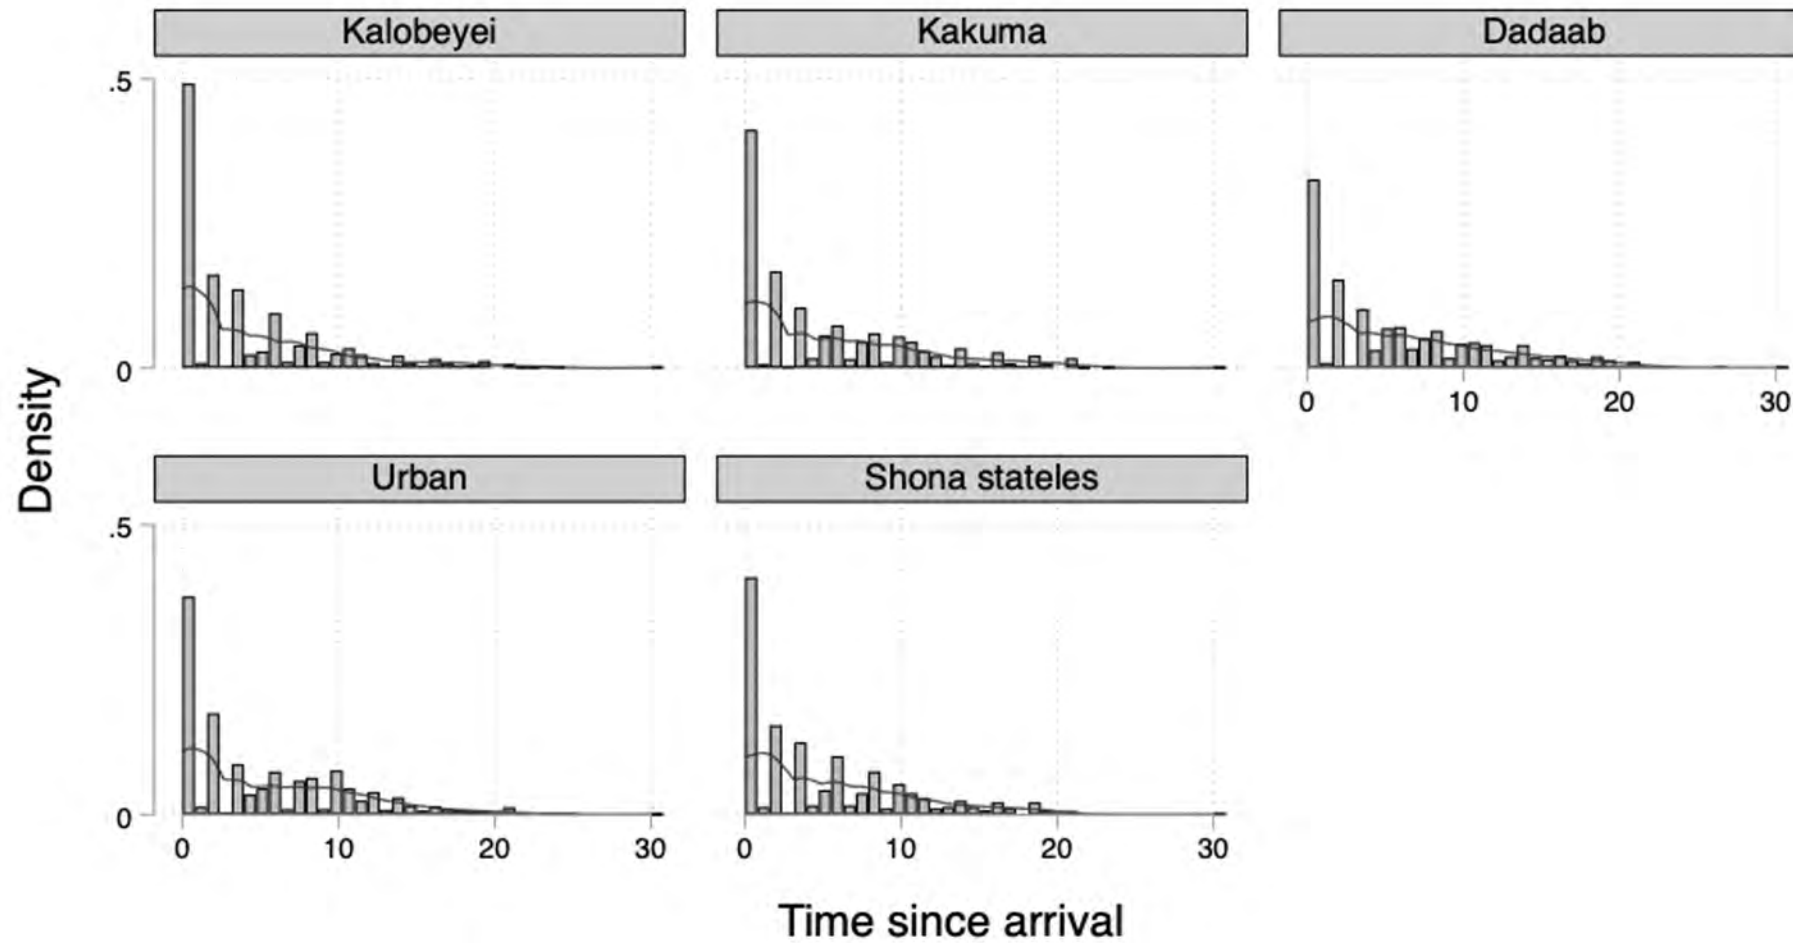 Kalobeyei Kakuma Dadaab
.5
0
0 10 20 30
Density
Urban Shona stateles
.5
0
0 10 20 30 0 10 20 30
Time since arrival